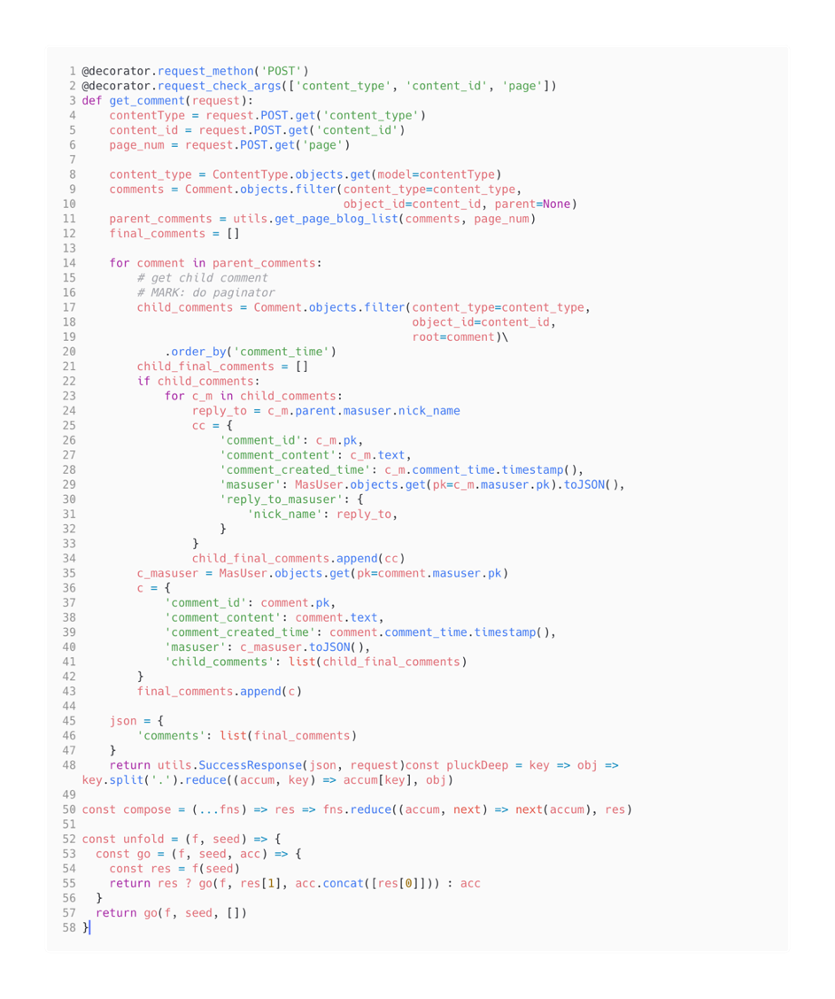 1 @decorator.request_methon('POST')
2 @decorator.request_check_args(['content_type', 'content_id', 'page'])
3 def get_comment(request):
4     contentType = request.POST.get('content_type')
5     content_id = request.POST.get('content_id')
6     page_num = request.POST.get('page')
7
8     content_type = ContentType.objects.get(model=contentType)
9     comments = Comment.objects.filter(content_type=content_type,
10                                       object_id=content_id, parent=None)
11     parent_comments = utils.get_page_blog_list(comments, page_num)
12     final_comments = []
13
14     for comment in parent_comments:
15         # get child comment
16         # MARK: do paginator
17         child_comments = Comment.objects.filter(content_type=content_type,
18                                                 object_id=content_id,
19                                                 root=comment)\
20             .order_by('comment_time')
21         child_final_comments = []
22         if child_comments:
23             for c_m in child_comments:
24                 reply_to = c_m.parent.masuser.nick_name
25                 cc = {
26                     'comment_id': c_m.pk,
27                     'comment_content': c_m.text,
28                     'comment_created_time': c_m.comment_time.timestamp(),
29                     'masuser': MasUser.objects.get(pk=c_m.masuser.pk).toJSON(),
30                     'reply_to_masuser': {
31                         'nick_name': reply_to,
32                     }
33                 }
34                 child_final_comments.append(cc)
35         c_masuser = MasUser.objects.get(pk=comment.masuser.pk)
36         c = {
37             'comment_id': comment.pk,
38             'comment_content': comment.text,
39             'comment_created_time': comment.comment_time.timestamp(),
40             'masuser': c_masuser.toJSON(),
41             'child_comments': list(child_final_comments)
42         }
43         final_comments.append(c)
44
45     json = {
46         'comments': list(final_comments)
47     }
48     return utils.SuccessResponse(json, request)const pluckDeep = key => obj =>
key.split('.').reduce((accum, key) => accum[key], obj)
49
50 const compose = (...fns) => res => fns.reduce((accum, next) => next(accum), res)
51
52 const unfold = (f, seed) => {
53   const go = (f, seed, acc) => {
54     const res = f(seed)
55     return res ? go(f, res[1], acc.concat([res[0]])) : acc
56   }
57   return go(f, seed, [])
58 }